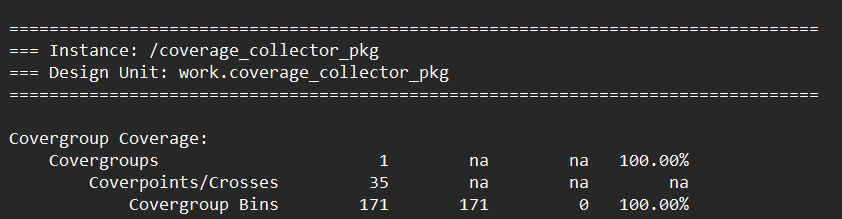 =================================================================================
=== Instance: /coverage_collector_pkg
=== Design Unit: work.coverage_collector_pkg
=================================================================================
Covergroup Coverage:
    Covergroups                      1        na        na   100.00%
        Coverpoints/Crosses         35        na        na        na
            Covergroup Bins        171       171         0   100.00%